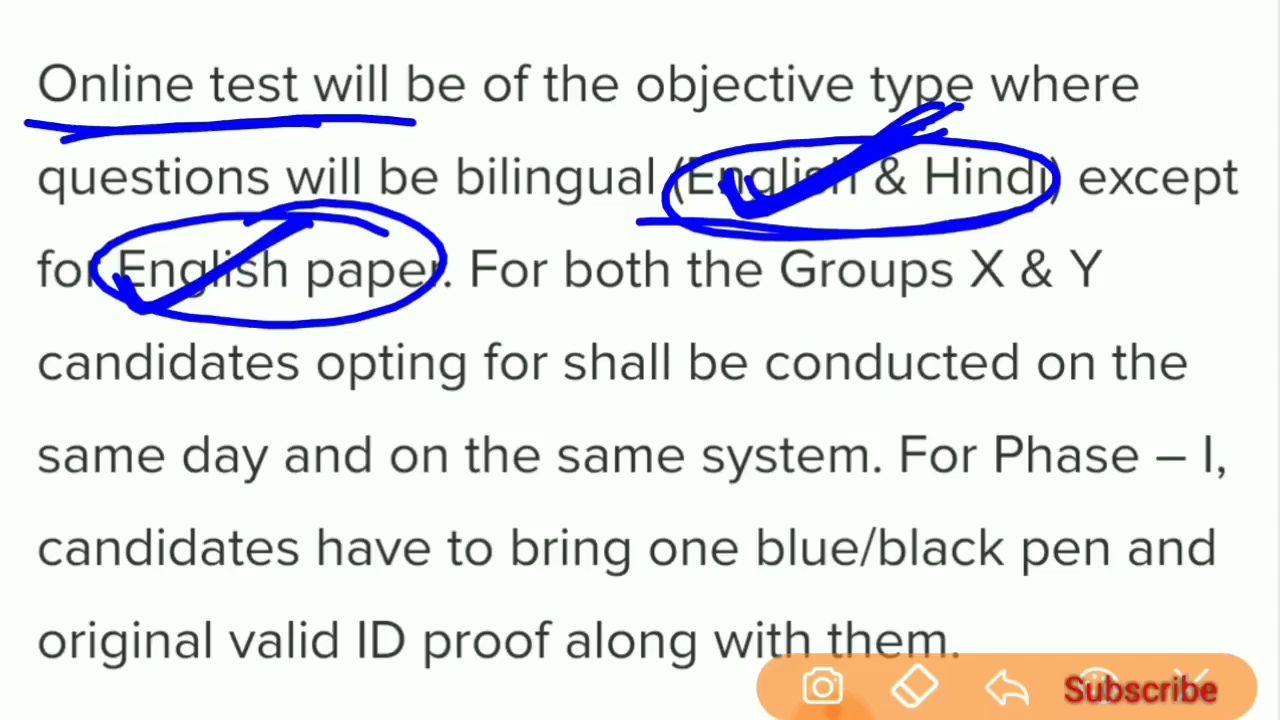 Online test will be of the objective type where
questions will be bilingual (English & Hindi) except
for English paper. For both the Groups X & Y
candidates opting for shall be conducted on the
same day and on the same system. For Phase – I,
candidates have to bring one blue/black pen and
original valid ID proof along with them.
Subscribe